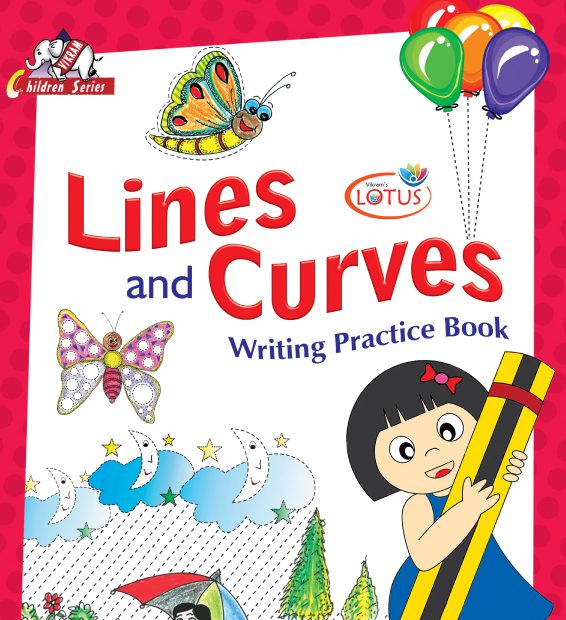 VIKRAM
Children Series
Vikram's
LOTUS
Lines
and Curves
Writing Practice Book